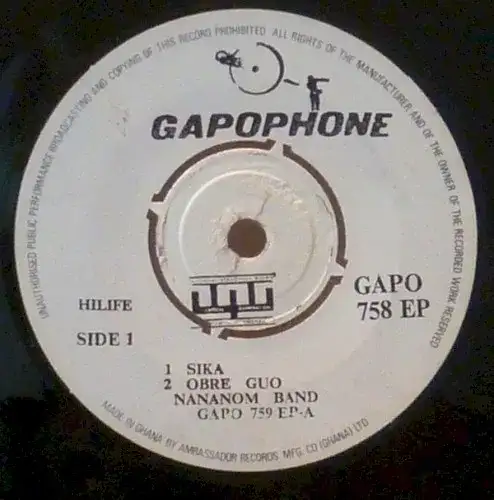 UNAUTHORISED PUBLIC PERFORMANCE BROADCASTING AND COPYING OF THIS RECORD PROHIBITED ALL RIGHTS OF THE MANUFACTURER AND OF THE OWNER OF THE RECORDED WORK RESERVED
GAPOPHONE
GAPO
758 EP
HILIFE
SIDE 1
1 SIKA
2 OBRE GUO
NANANOM BAND
GAPO 759 EP-A
MADE IN GHANA BY AMBASSADOR RECORDS MFG. CO (GHANA) LTD